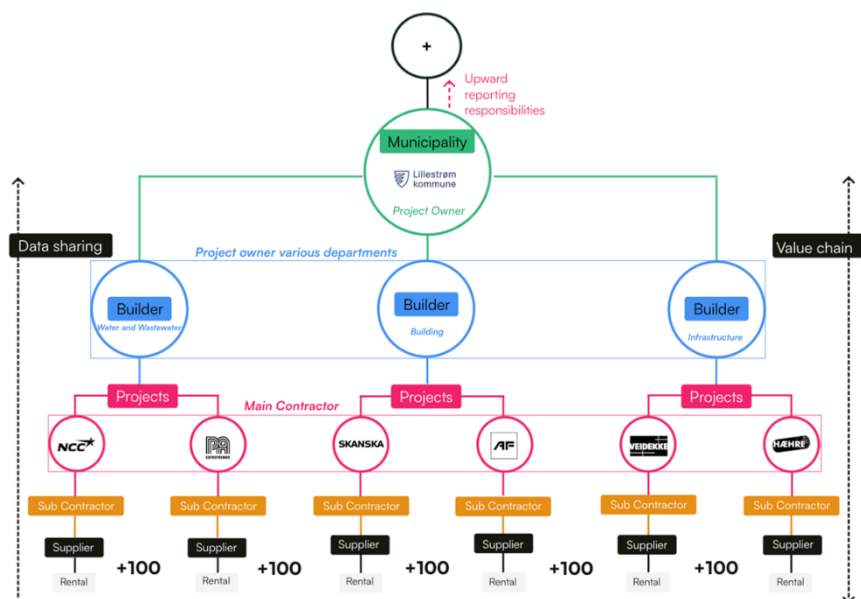 +
Upward
reporting
responsibilities
Municipality
Lillestrøm
kommune
Project Owner
Data sharing
Value chain
Project owner various departments
Builder
Water and Wastewater
Builder
Building
Builder
Infrastructure
Projects
Projects
Projects
Main Contractor
NCC
PA
ENTREPRENØR
SKANSKA
AF
VEIDEKKE
HÆHRE
Sub Contractor
Sub Contractor
Sub Contractor
Sub Contractor
Sub Contractor
Sub Contractor
Supplier
Supplier
Supplier
Supplier
Supplier
Supplier
+100
+100
+100
+100
+100
Rental
Rental
Rental
Rental
Rental
Rental